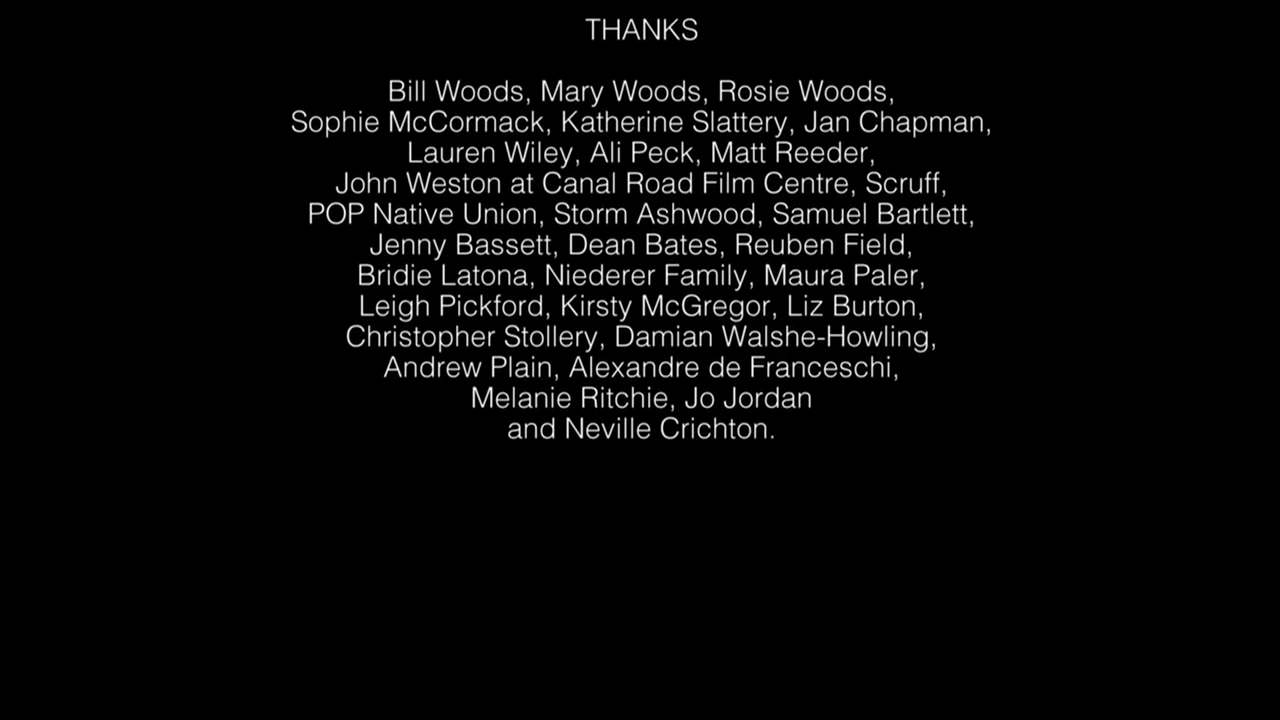 THANKS
Bill Woods, Mary Woods, Rosie Woods,
Sophie McCormack, Katherine Slattery, Jan Chapman,
Lauren Wiley, Ali Peck, Matt Reeder,
John Weston at Canal Road Film Centre, Scruff,
POP Native Union, Storm Ashwood, Samuel Bartlett,
Jenny Bassett, Dean Bates, Reuben Field,
Bridie Latona, Niederer Family, Maura Paler,
Leigh Pickford, Kirsty McGregor, Liz Burton,
Christopher Stollery, Damian Walshe-Howling,
Andrew Plain, Alexandre de Franceschi,
Melanie Ritchie, Jo Jordan
and Neville Crichton.